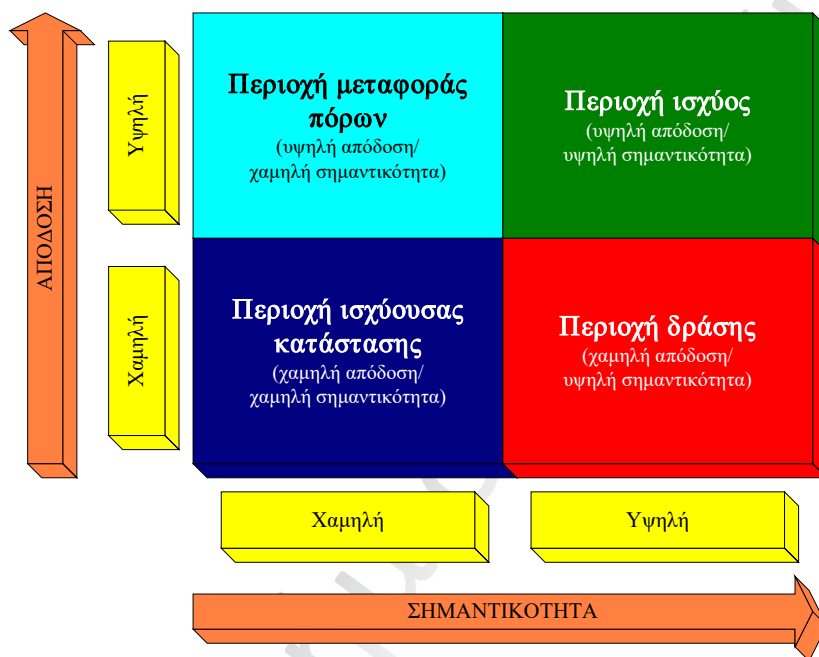 ΑΠΟΔΟΣΗ
Υψηλή
Περιοχή μεταφοράς
πόρων
(υψηλή απόδοση/
χαμηλή σημαντικότητα)
Περιοχή ισχύος
(υψηλή απόδοση/
υψηλή σημαντικότητα)
Χαμηλή
Περιοχή ισχύουσας
κατάστασης
(χαμηλή απόδοση/
χαμηλή σημαντικότητα)
Περιοχή δράσης
(χαμηλή απόδοση/
υψηλή σημαντικότητα)
Χαμηλή
Υψηλή
ΣΗΜΑΝΤΙΚΟΤΗΤΑ